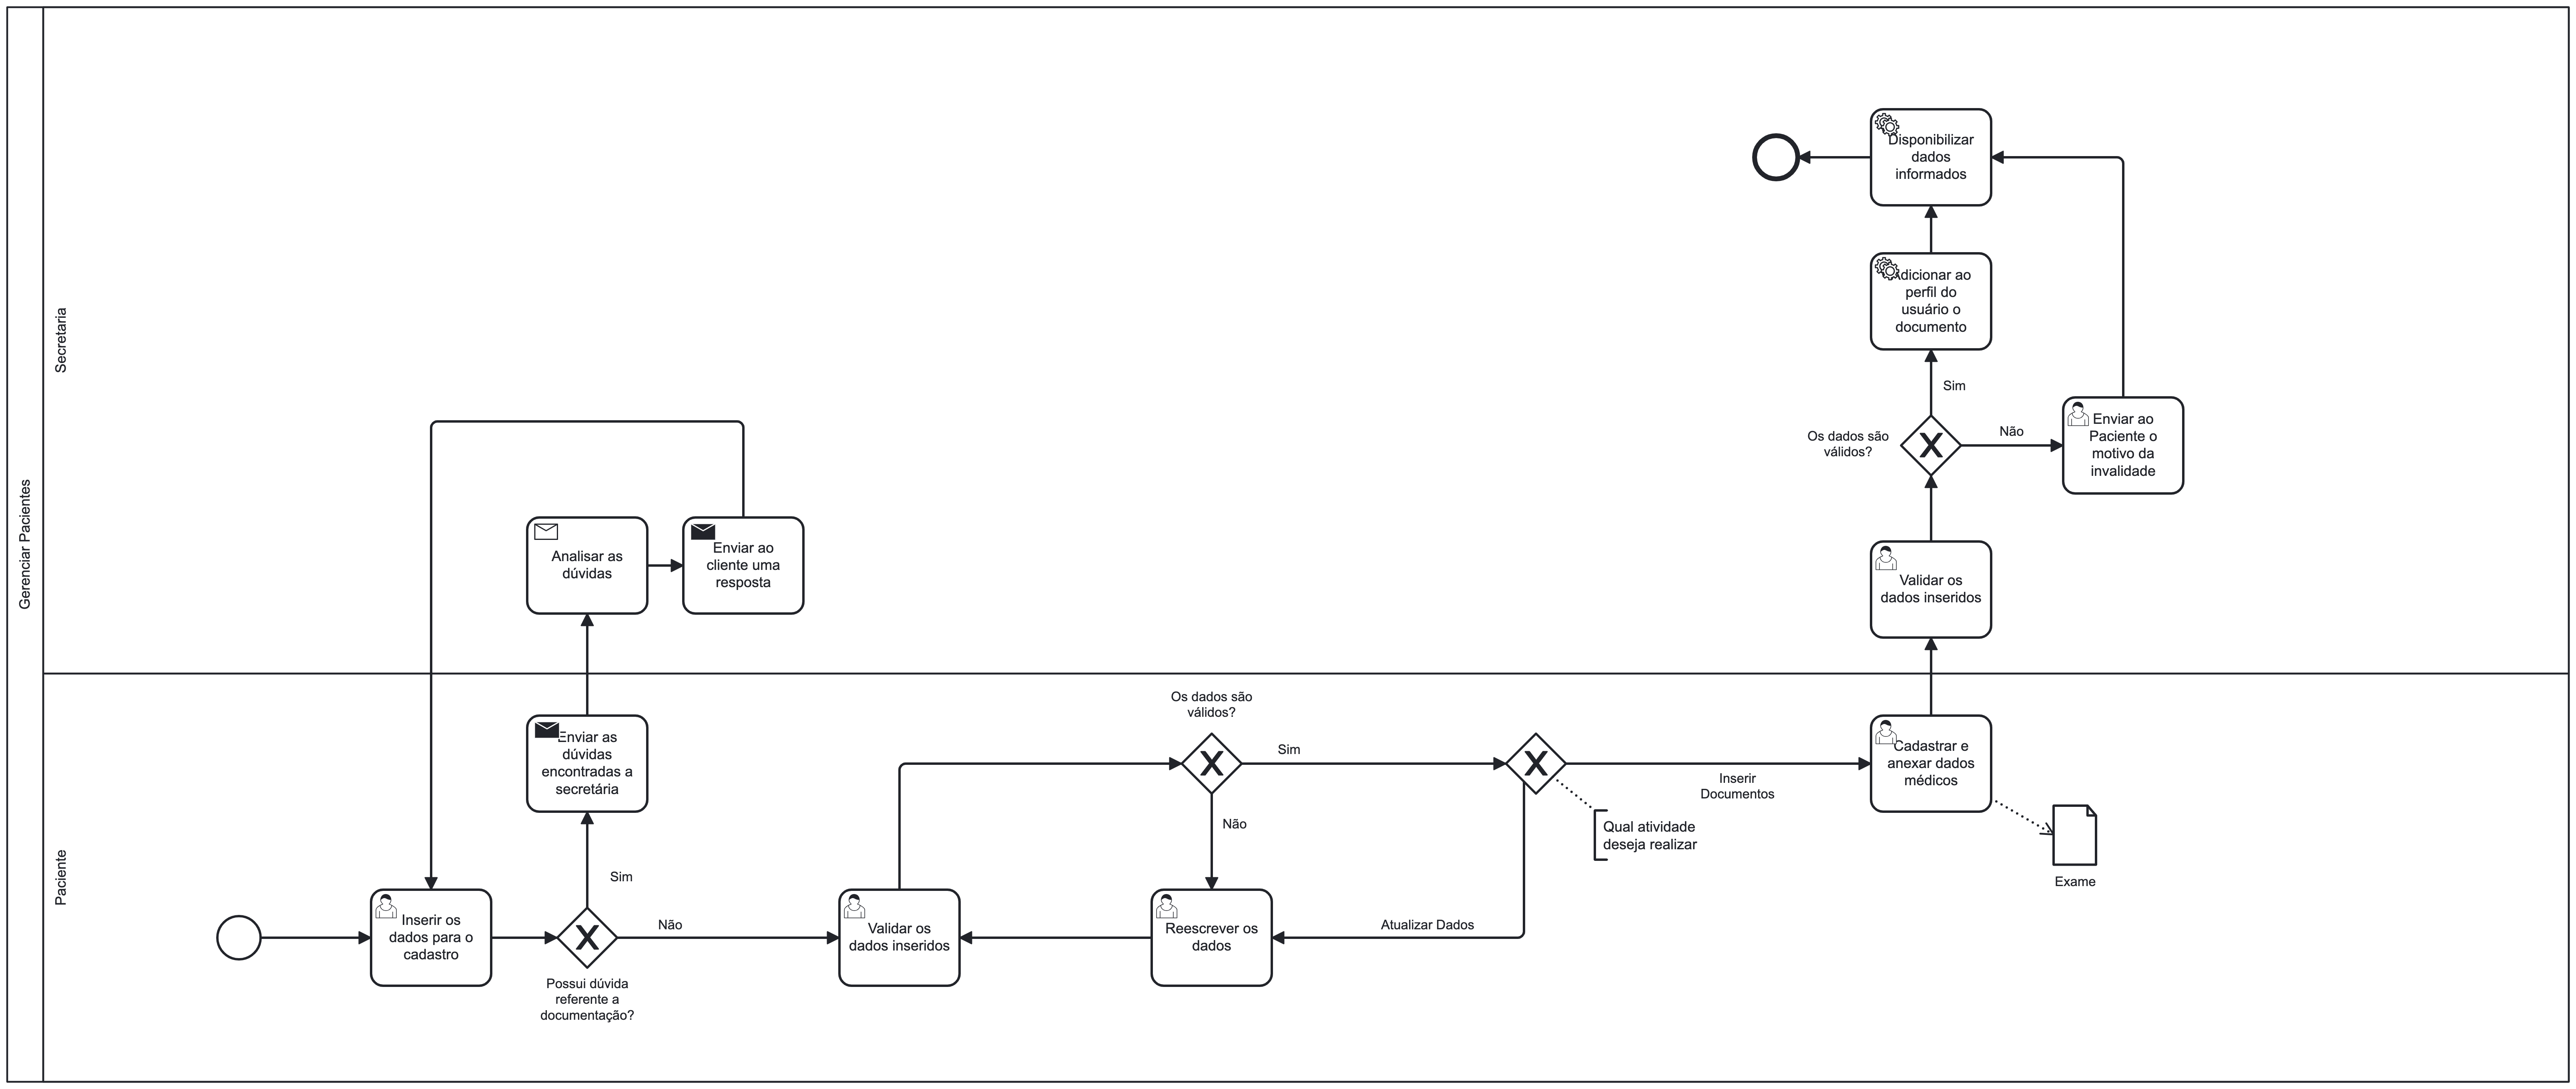 Gerenciar Pacientes
Secretaria
Disponibilizar
dados
informados
Adicionar ao
perfil do
usuário o
documento
Sim
Os dados são
válidos?
Não
Enviar ao
Paciente o
motivo da
invalidade
Analisar as
dúvidas
Enviar ao
cliente uma
resposta
Validar os
dados inseridos
Paciente
Enviar as
dúvidas
encontradas a
secretária
Sim
Inserir os
dados para o
cadastro
Possui dúvida
referente a
documentação?
Não
Validar os
dados inseridos
Os dados são
válidos?
Sim
Não
Reescrever os
dados
Atualizar Dados
Qual atividade
deseja realizar
Inserir
Documentos
Cadastrar e
anexar dados
médicos
Exame